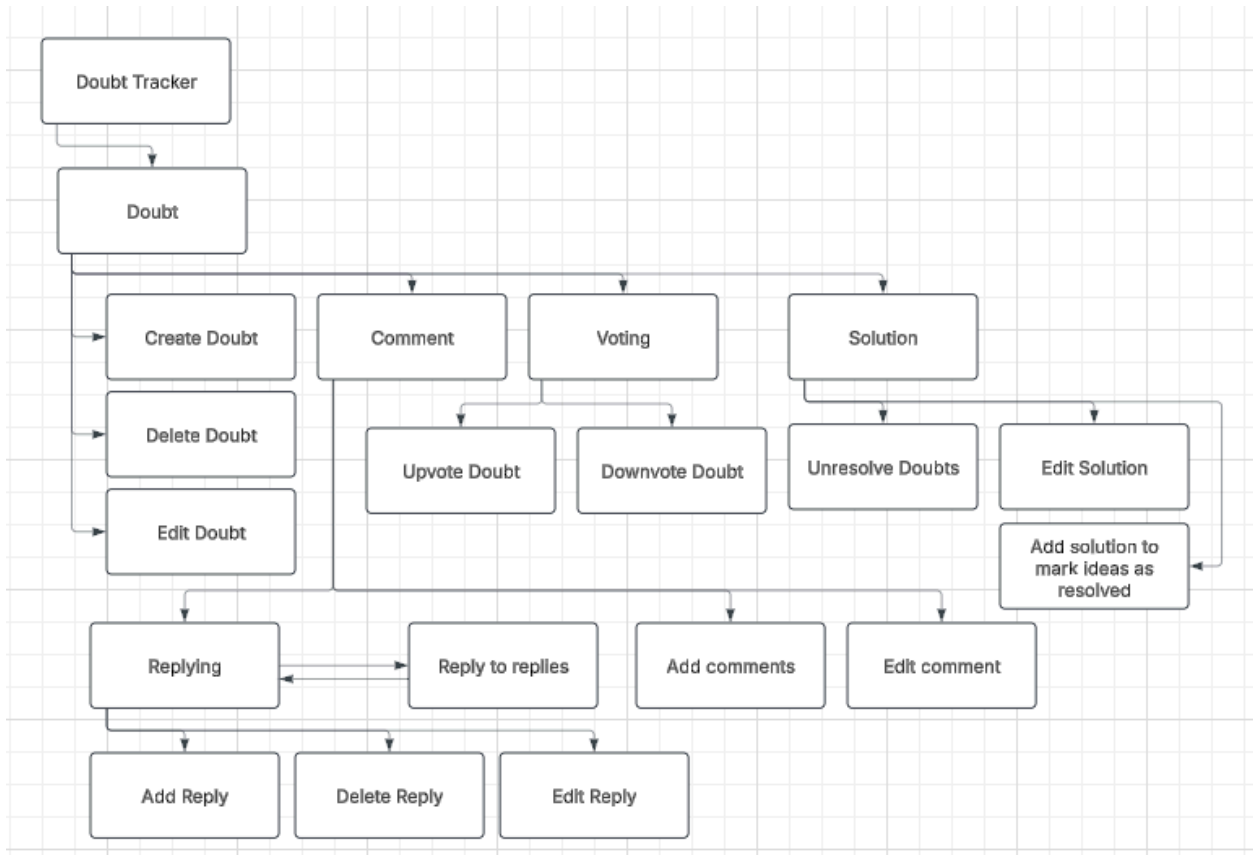 Doubt Tracker
Doubt
Create Doubt
Comment
Voting
Solution
Delete Doubt
Upvote Doubt
Downvote Doubt
Unresolve Doubts
Edit Solution
Edit Doubt
Add solution to
mark ideas as
resolved
Replying
Reply to replies
Add comments
Edit comment
Add Reply
Delete Reply
Edit Reply